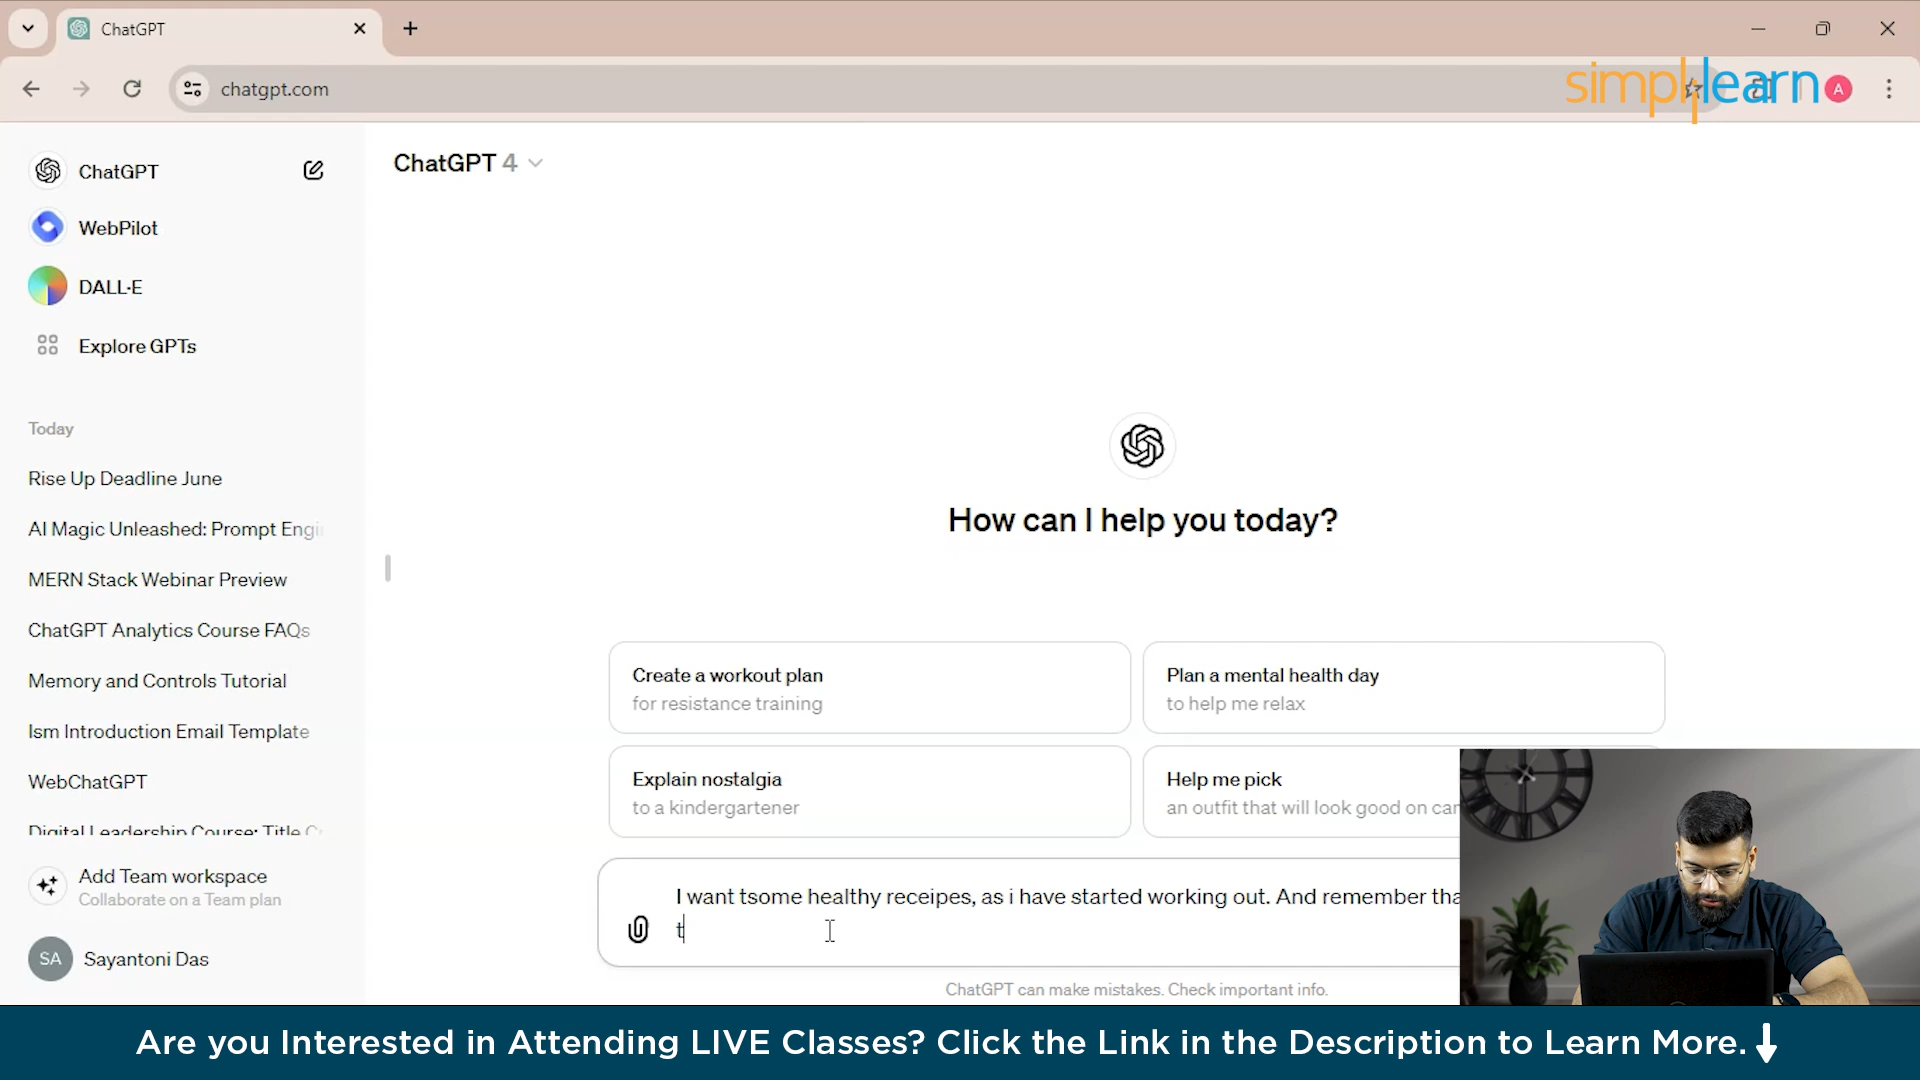 ChatGPT
chatgpt.com
simplilearn
A
ChatGPT
WebPilot
DALL·E
Explore GPTs
Today
Rise Up Deadline June
AI Magic Unleashed: Prompt Engi
MERN Stack Webinar Preview
ChatGPT Analytics Course FAQs
Memory and Controls Tutorial
Ism Introduction Email Template
WebChatGPT
Digital Leadership Course: Title
Add Team workspace
Collaborate on a Team plan
SA Sayantoni Das
ChatGPT 4
How can I help you today?
Create a workout plan
for resistance training
Plan a mental health day
to help me relax
Explain nostalgia
to a kindergartener
Help me pick
an outfit that will look good on
I want tsome healthy receipes, as i have started working out. And remember
t
ChatGPT can make mistakes. Check important info.
Are you Interested in Attending LIVE Classes? Click the Link in the Description to Learn More.